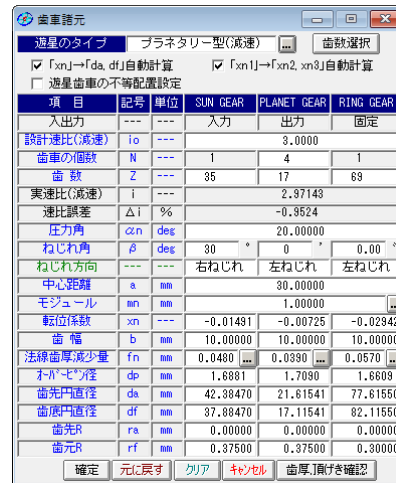 歯車諸元
遊星のタイプ プラネタリー型(減速) ... 歯数選択
「xn」→「da, df」自動計算 「xn1」→「xn2, xn3」自動計算
遊星歯車の不等配置設定
項 目 記号 単位 SUN GEAR PLANET GEAR RING GEAR
入出力 --- --- 入力 出力 固定
設計速比(減速) io --- 3.0000
歯車の個数 N --- 1 4 1
歯 数 Z --- 35 17 69
実速比(減速) i --- 2.97143
速比誤差 Δi % -0.9524
圧力角 αn deg 20.00000
ねじれ角 β deg 30 ° 0 ' 0.00 "
ねじれ方向 --- --- 右ねじれ 左ねじれ 左ねじれ
中心距離 a mm 30.00000
モジュール mn mm 1.00000 ...
転位係数 xn --- -0.01491 -0.00725 -0.02942
歯 幅 b mm 10.00000 10.00000 10.00000
法線歯厚減少量 fn mm 0.0480 ... 0.0390 ... 0.0570 ...
オーバーピン径 dp mm 1.6881 1.7090 1.6609
歯先円直径 da mm 42.38470 21.61541 77.6155
歯底円直径 df mm 37.88470 17.11541 82.1155
歯先R ra mm 0.00000 0.00000 0.0000
歯元R rf mm 0.37500 0.37500 0.3000
確定 元に戻す クリア キャンセル 歯厚,頂げき確認